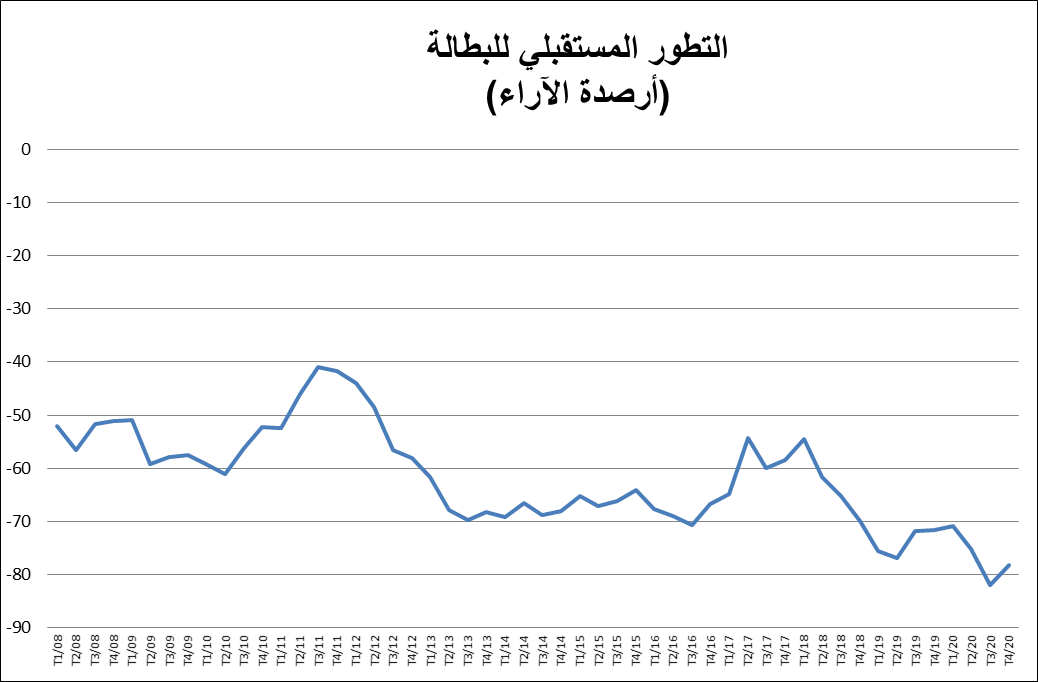 التطور المستقبلي للبطالة
(أرصدة الآراء)
0
-10
-20
-30
-40
-50
-60
-70
-80
-90
T1/08
T2/08
T3/08
T4/08
T1/09
T2/09
T3/09
T4/09
T1/10
T2/10
T3/10
T4/10
T1/11
T2/11
T3/11
T4/11
T1/12
T2/12
T3/12
T4/12
T1/13
T2/13
T3/13
T4/13
T1/14
T2/14
T3/14
T4/14
T1/15
T2/15
T3/15
T4/15
T1/16
T2/16
T3/16
T4/16
T1/17
T2/17
T3/17
T4/17
T1/18
T2/18
T3/18
T4/18
T1/19
T2/19
T3/19
T4/19
T1/20
T2/20
T3/20
T4/20